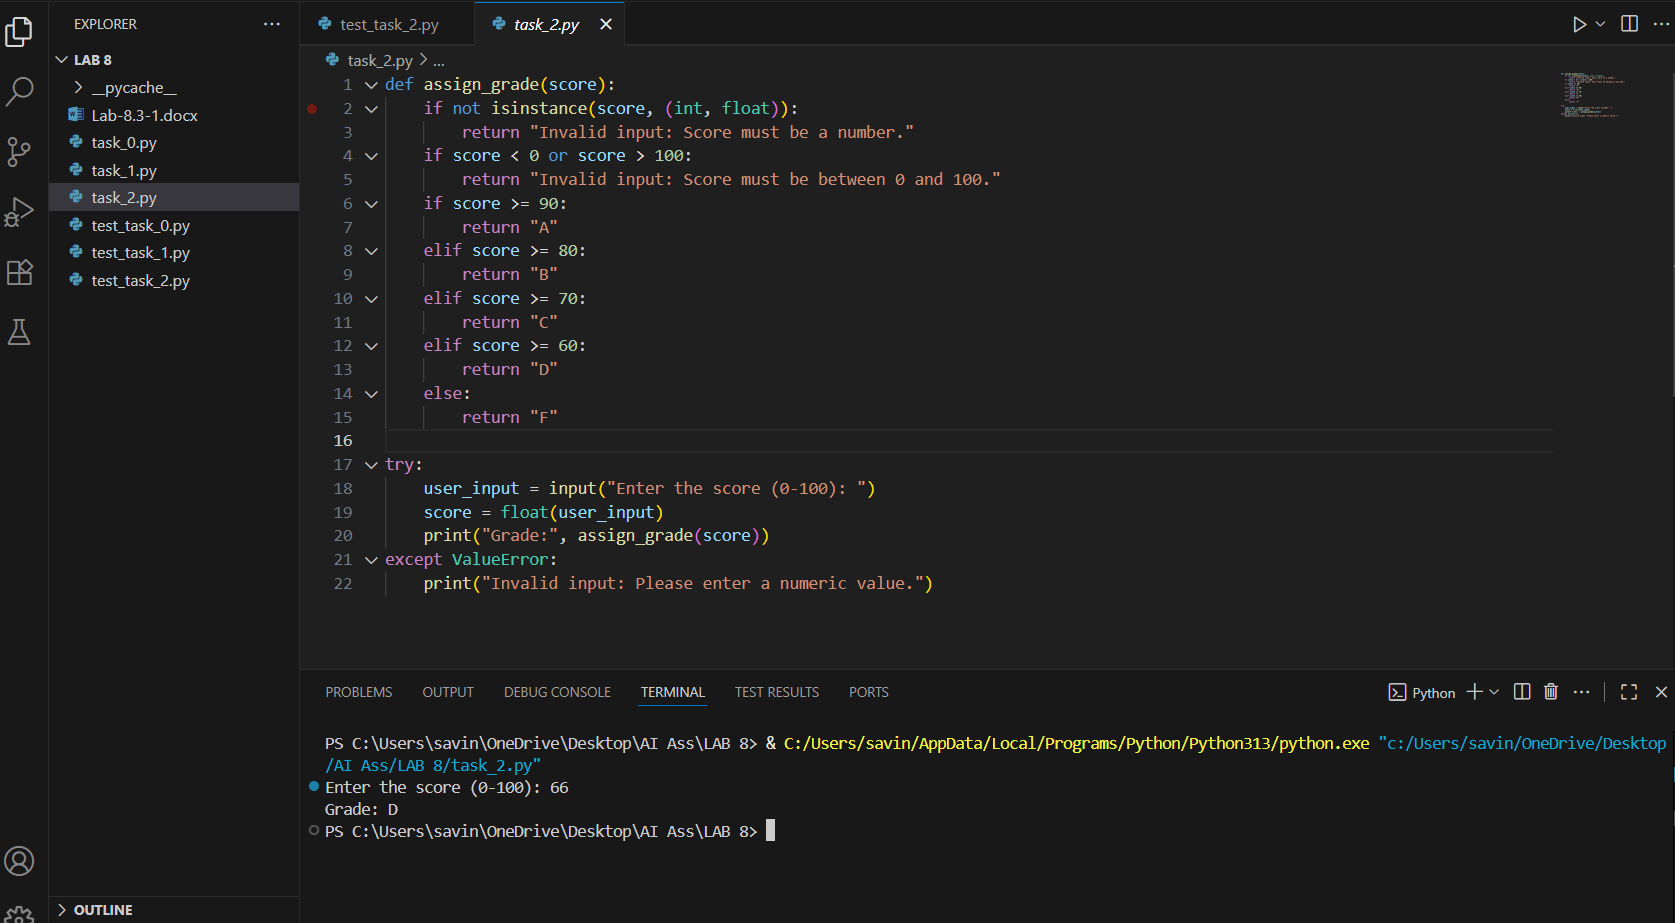 EXPLORER
LAB 8
__pycache__
Lab-8.3-1.docx
task_0.py
task_1.py
task_2.py
test_task_0.py
test_task_1.py
test_task_2.py
OUTLINE
test_task_2.py
task_2.py
task_2.py > ...
1 def assign_grade(score):
2     if not isinstance(score, (int, float)):
3         return "Invalid input: Score must be a number."
4     if score < 0 or score > 100:
5         return "Invalid input: Score must be between 0 and 100."
6     if score >= 90:
7         return "A"
8     elif score >= 80:
9         return "B"
10     elif score >= 70:
11         return "C"
12     elif score >= 60:
13         return "D"
14     else:
15         return "F"
16
17 try:
18     user_input = input("Enter the score (0-100): ")
19     score = float(user_input)
20     print("Grade:", assign_grade(score))
21 except ValueError:
22     print("Invalid input: Please enter a numeric value.")
PROBLEMS OUTPUT DEBUG CONSOLE TERMINAL TEST RESULTS PORTS
Python
PS C:\Users\savin\OneDrive\Desktop\AI Ass\LAB 8> & C:/Users/savin/AppData/Local/Programs/Python/Python313/python.exe "c:/Users/savin/OneDrive/Desktop
/AI Ass/LAB 8/task_2.py"
Enter the score (0-100): 66
Grade: D
PS C:\Users\savin\OneDrive\Desktop\AI Ass\LAB 8>